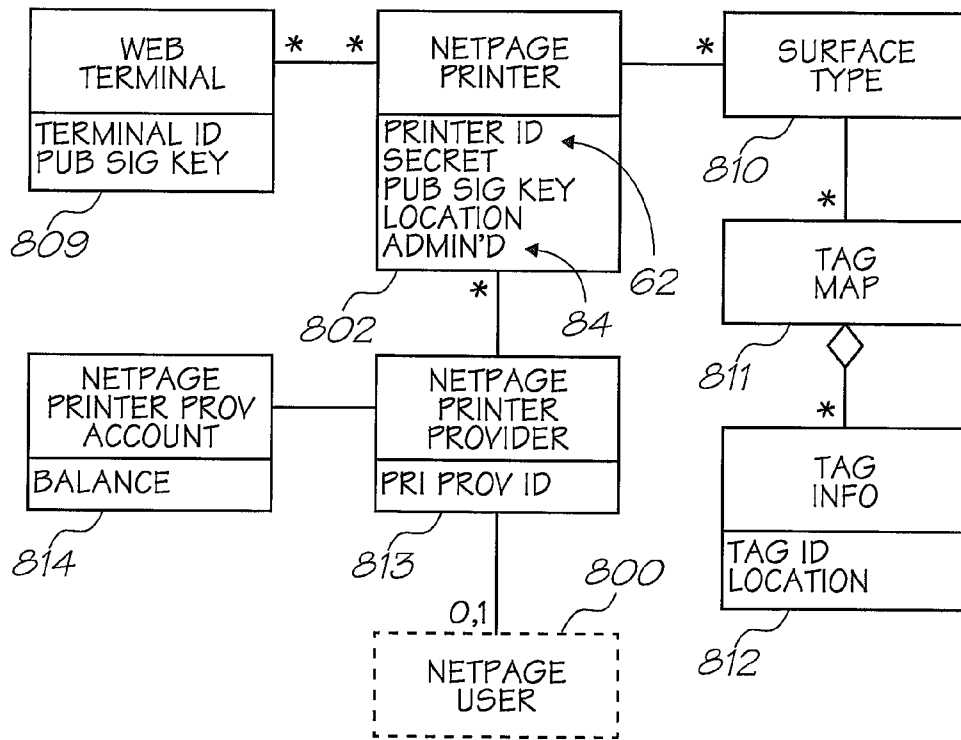 WEB
TERMINAL
TERMINAL ID
PUB SIG KEY
809
*
*
NETPAGE
PRINTER
PRINTER ID
SECRET
PUB SIG KEY
LOCATION
ADMIN'D
802
62
84
*
*
SURFACE
TYPE
810
*
TAG
MAP
811
*
TAG
INFO
TAG ID
LOCATION
812
NETPAGE
PRINTER PROV
ACCOUNT
BALANCE
814
NETPAGE
PRINTER
PROVIDER
PRI PROV ID
813
0,1
800
NETPAGE
USER